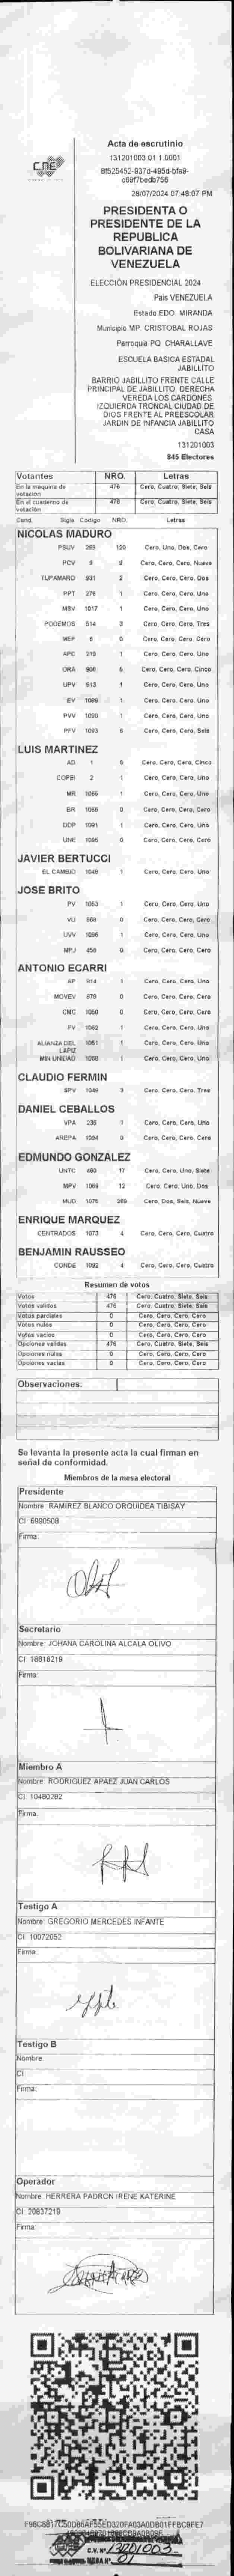 CNE
Acta de escrutinio
131201003.01.1.0001
8f525452-937d-495d-bfa9-
c69f7bedb756
28/07/2024 07:45:07 PM
PRESIDENTA O
PRESIDENTE DE LA
REPUBLICA
BOLIVARIANA DE
VENEZUELA
ELECCIÓN PRESIDENCIAL 2024
Pais VENEZUELA
Estado EDO. MIRANDA
Municipio MP. CRISTOBAL ROJAS
Parroquia PQ. CHARALLAVE
ESCUELA BASICA ESTADAL
JABILLITO
BARRIO JABILLITO FRENTE CALLE
PRINCIPAL DE JABILLITO. DERECHA
VEREDA LOS CARDONES.
IZQUIERDA TRONCAL CIUDAD DE
DIOS FRENTE AL PREESCOLAR
JARDIN DE INFANCIA JABILLITO
CASA
131201003
845 Electores
Votantes NRO. Letras
En la maquina de votación 476 Cero, Cuatro, Siete, Seis
En el cuaderno de votación 476 Cero, Cuatro, Siete, Seis
Cand. Sigla Codigo NRO. Letras
NICOLAS MADURO
PSUV 269 120 Cero, Uno, Dos, Cero
PCV 9 9 Cero, Cero, Cero, Nueve
TUPAMARO 931 2 Cero, Cero, Cero, Dos
PPT 276 1 Cero, Cero, Cero, Uno
MSV 1017 1 Cero, Cero, Cero, Uno
PODEMOS 514 3 Cero, Cero, Cero, Tres
MEP 6 0 Cero, Cero, Cero, Cero
APC 219 1 Cero, Cero, Cero, Uno
ORA 906 5 Cero, Cero, Cero, Cinco
UPV 513 1 Cero, Cero, Cero, Uno
EV 1089 1 Cero, Cero, Cero, Uno
PVV 1090 1 Cero, Cero, Cero, Uno
PFV 1093 6 Cero, Cero, Cero, Seis
LUIS MARTINEZ
AD 1 5 Cero, Cero, Cero, Cinco
COPEI 2 1 Cero, Cero, Cero, Uno
MR 1 Cero, Cero, Cero, Uno
BR 1066 0 Cero, Cero, Cero, Cero
DDP 1091 1 Cero, Cero, Cero, Uno
UNE 1095 0 Cero, Cero, Cero, Cero
JAVIER BERTUCCI
EL CAMBIO 1048 1 Cero, Cero, Cero, Uno
JOSE BRITO
PV 1053 1 Cero, Cero, Cero, Uno
VU 968 0 Cero, Cero, Cero, Cero
UVV 1096 1 Cero, Cero, Cero, Uno
MPJ 458 0 Cero, Cero, Cero, Cero
ANTONIO ECARRI
AP 914 1 Cero, Cero, Cero, Uno
MOVEV 978 0 Cero, Cero, Cero, Cero
CMC 1060 0 Cero, Cero, Cero, Cero
FV 1062 1 Cero, Cero, Cero, Uno
ALIANZA DEL LAPIZ 1051 1 Cero, Cero, Cero, Uno
MIN UNIDAD 1058 1 Cero, Cero, Cero, Uno
CLAUDIO FERMIN
SPV 1049 3 Cero, Cero, Cero, Tres
DANIEL CEBALLOS
VPA 236 1 Cero, Cero, Cero, Uno
AREPA 1094 0 Cero, Cero, Cero, Cero
EDMUNDO GONZALEZ
UNTC 460 17 Cero, Cero, Uno, Siete
MPV 1069 12 Cero, Cero, Uno, Dos
MUD 1075 269 Cero, Dos, Seis, Nueve
ENRIQUE MARQUEZ
CENTRADOS 1073 4 Cero, Cero, Cero, Cuatro
BENJAMIN RAUSSEO
CONDE 1092 4 Cero, Cero, Cero, Cuatro
Resumen de votos
Votos 476 Cero, Cuatro, Siete, Seis
Votos validos 476 Cero, Cuatro, Siete, Seis
Votos parciales 0 Cero, Cero, Cero, Cero
Votos nulos 0 Cero, Cero, Cero, Cero
Votos vacios 0 Cero, Cero, Cero, Cero
Opciones validas 476 Cero, Cuatro, Siete, Seis
Opciones nulas 0 Cero, Cero, Cero, Cero
Opciones vacias 0 Cero, Cero, Cero, Cero
Observaciones:
Se levanta la presente acta la cual firman en
señal de conformidad.
Miembros de la mesa electoral
Presidente
Nombre: RAMIREZ BLANCO ORQUIDEA TIBISAY
CI: 6990508
Firma:
Secretario
Nombre: JOHANA CAROLINA ALCALA OLIVO
CI: 16816219
Firma:
Miembro A
Nombre: RODRIGUEZ APAEZ JUAN CARLOS
CI: 10480282
Firma:
Testigo A
Nombre: GREGORIO MERCEDES INFANTE
CI: 10072052
Firma:
Testigo B
Nombre:
CI:
Firma:
Operador
Nombre: HERRERA PADRON IRENE KATERINE
CI: 20837219
Firma:
C.V. Nº 131201003
MESA Nº 01